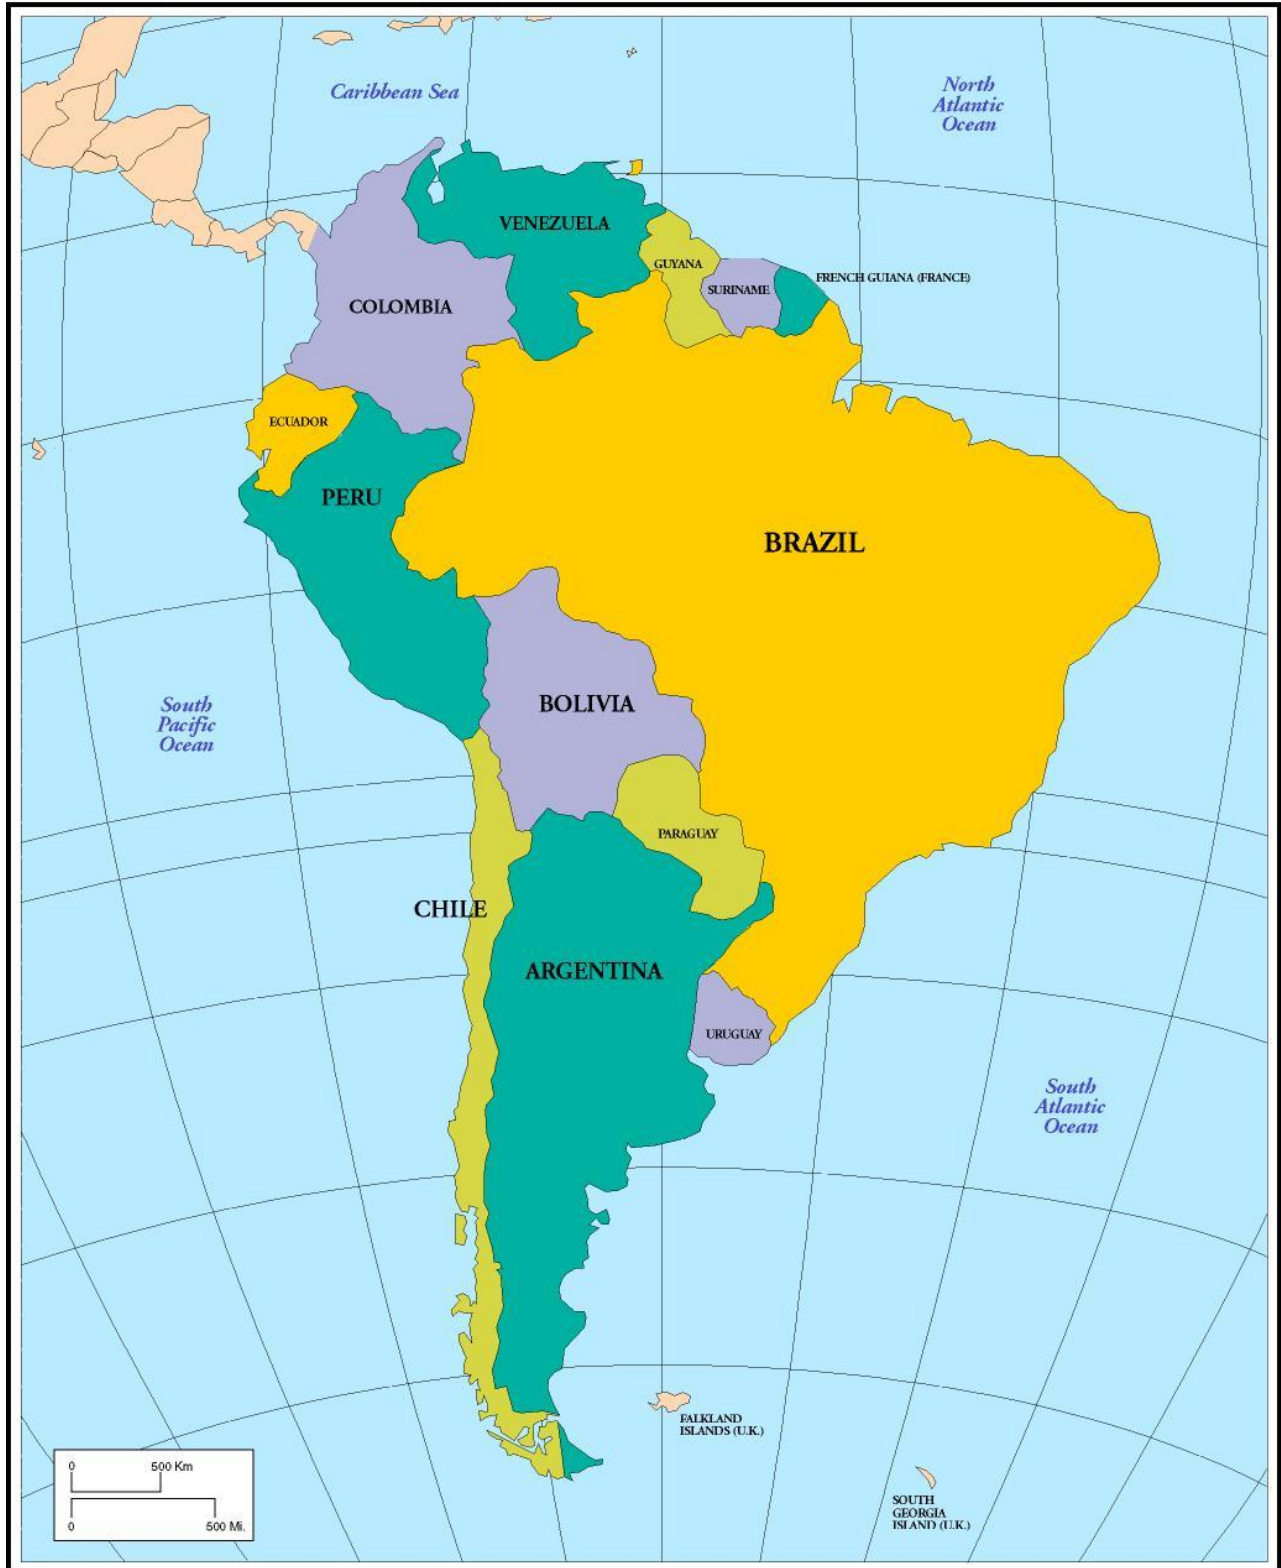 Caribbean Sea
North
Atlantic
Ocean
VENEZUELA
GUYANA
SURINAME
FRENCH GUIANA (FRANCE)
COLOMBIA
ECUADOR
PERU
BRAZIL
BOLIVIA
South
Pacific
Ocean
PARAGUAY
CHILE
ARGENTINA
URUGUAY
South
Atlantic
Ocean
FALKLAND
ISLANDS (U.K.)
0 500 Km
0 500 Mi.
SOUTH
GEORGIA
ISLAND (U.K.)